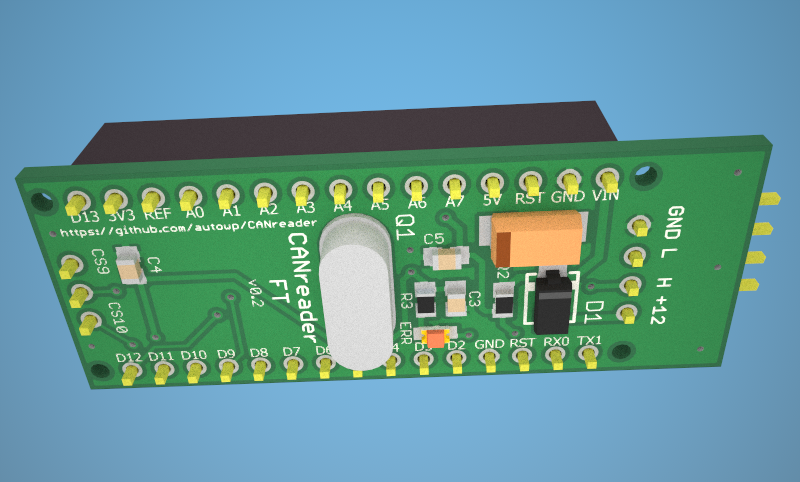 D13 3V3 REF A0 A1 A2 A3 A4 A5 A6 A7 5V RST GND VIN
https://github.com/autoup/CANreader
CS9
C4
CS10
v0.2
CANreader
FT
Q1
C5
R3
C3
ERR
D1
GND L
H +12
D12 D11 D10 D9 D8 D7 D2 GND RST RX0 TX1